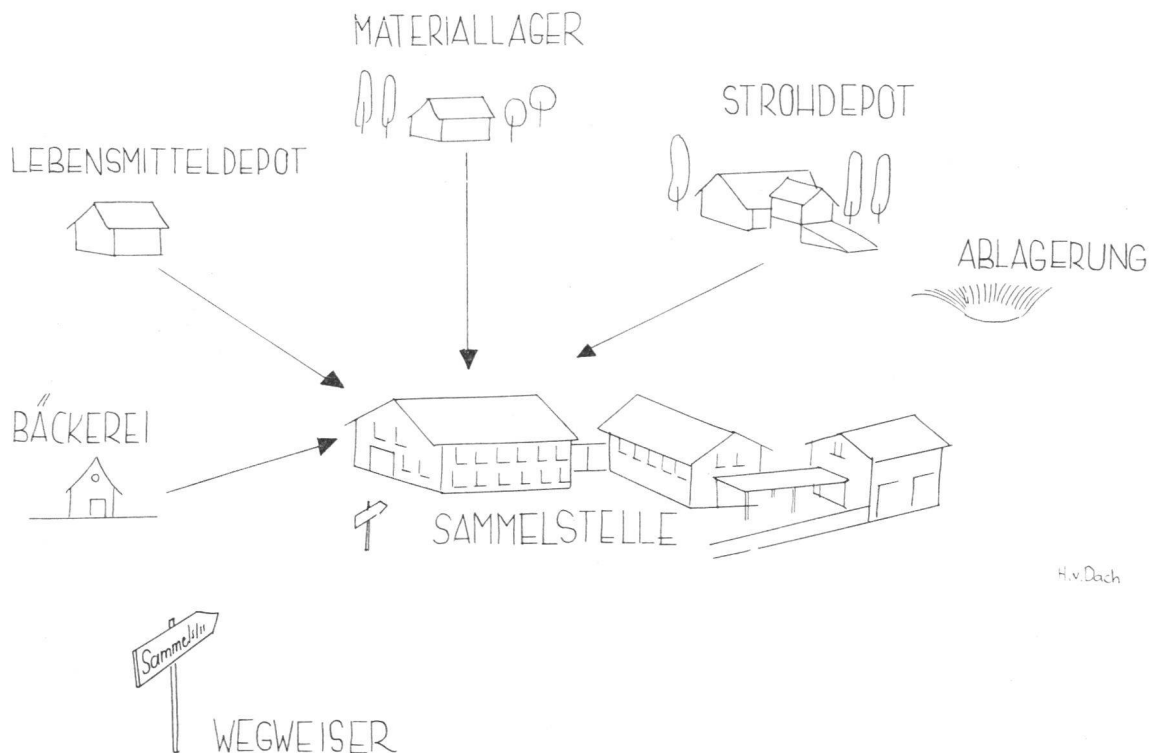 MATERIALLAGER
STROHDEPOT
LEBENSMITTELDEPOT
ABLAGERUNG
BÄCKEREI
SAMMELSTELLE
H.v.Dach
WEGWEISER